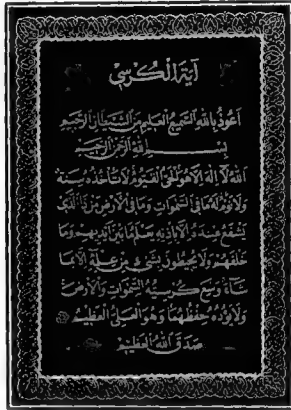 آية الكرسي
أعوذ بالله السميع العليم من الشيطان الرجيم
بسم الله الرحمن الرحيم
الله لا إله إلا هو الحي القيوم لا تأخذه سنة
ولا نوم له ما في السموات وما في الأرض من ذا الذي
يشفع عنده إلا بإذنه يعلم ما بين أيديهم وما
خلفهم ولا يحيطون بشيء من علمه إلا بما
شاء وسع كرسيه السموات والأرض
ولا يؤده حفظهما وهو العلي العظيم
صدق الله العظيم